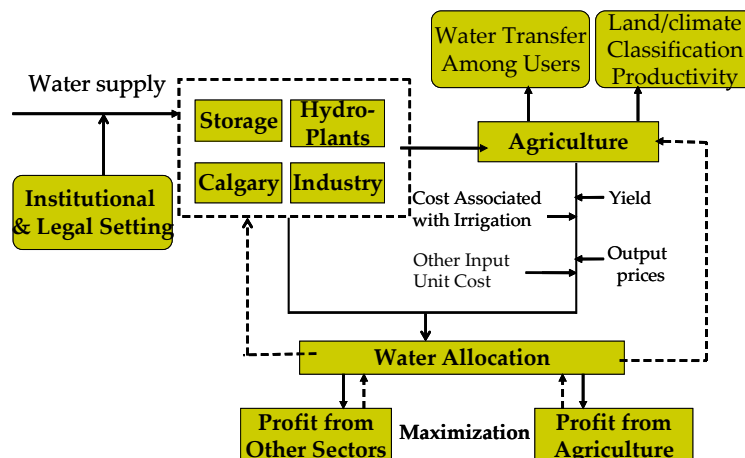 Water Transfer
Among Users
Land/climate
Classification
Productivity
Water supply
Storage
Hydro-
Plants
Agriculture
Calgary
Industry
Institutional
& Legal Setting
Cost Associated
with Irrigation
Yield
Other Input
Unit Cost
Output
prices
Water Allocation
Profit from
Other Sectors
Maximization
Profit from
Agriculture